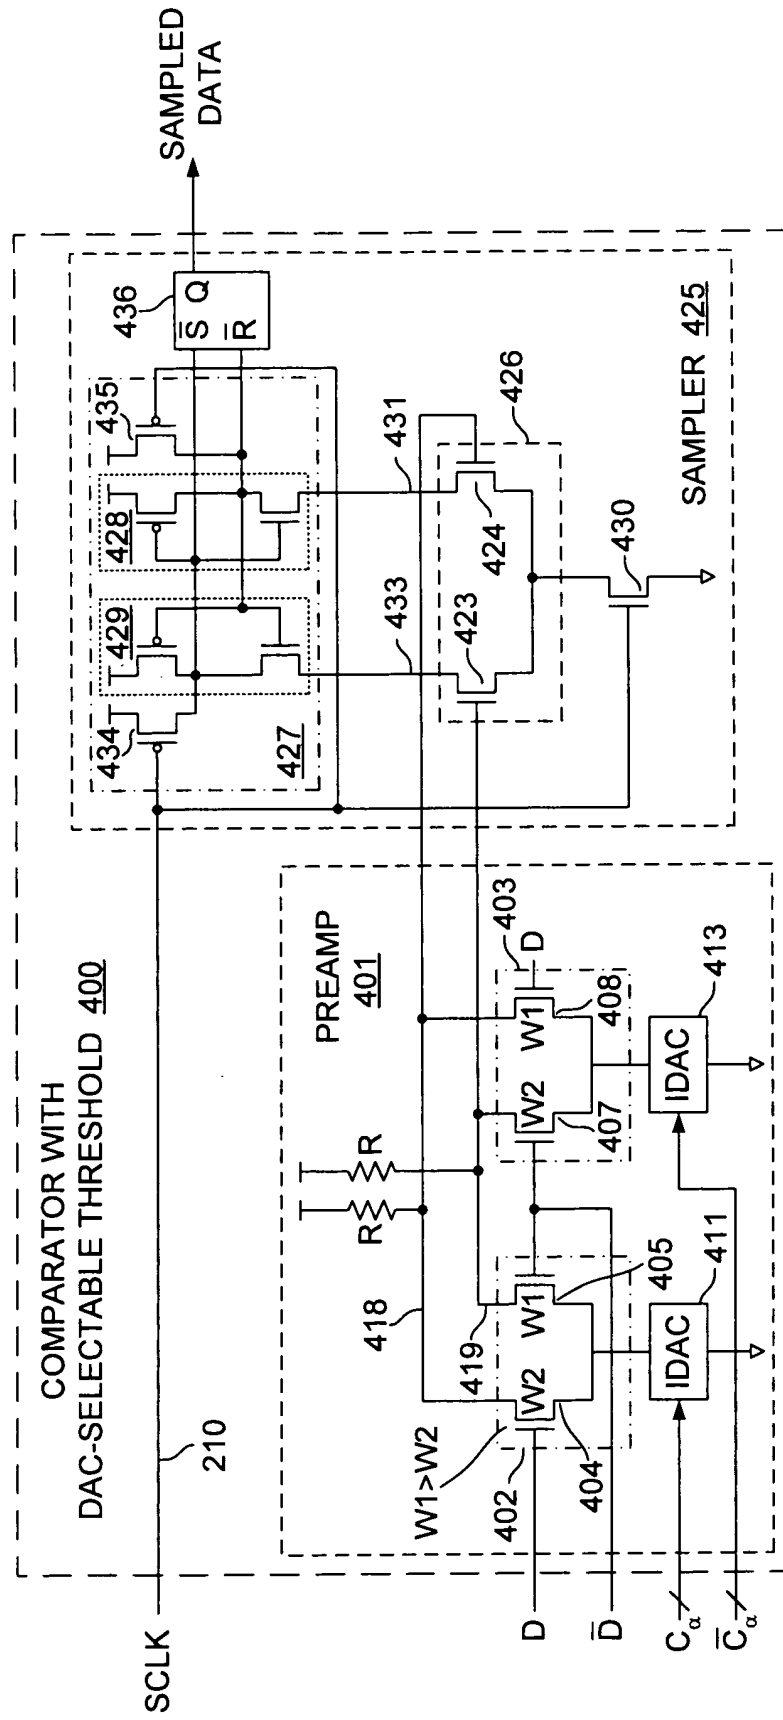 COMPARATOR WITH
DAC-SELECTABLE THRESHOLD 400
SCLK
210
PREAMP
401
R
R
418
419
W1>W2
402
W2
W1
404
405
W2
W1
407
408
403
D
D
D̅
Cα
C̅α
IDAC
411
IDAC
413
434
429
428
435
427
436
S̅ Q
R̅
SAMPLED
DATA
433
431
423
424
426
430
SAMPLER 425